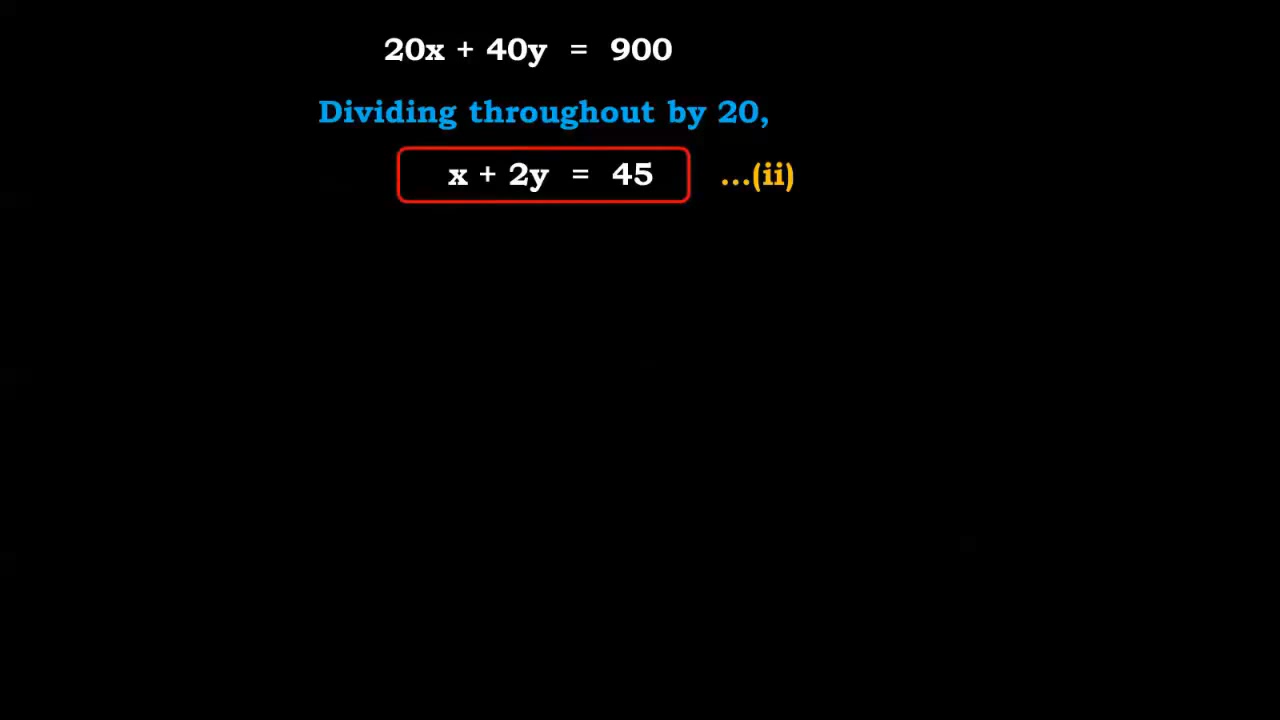 20x + 40y = 900
Dividing throughout by 20,
x + 2y = 45 ...(ii)